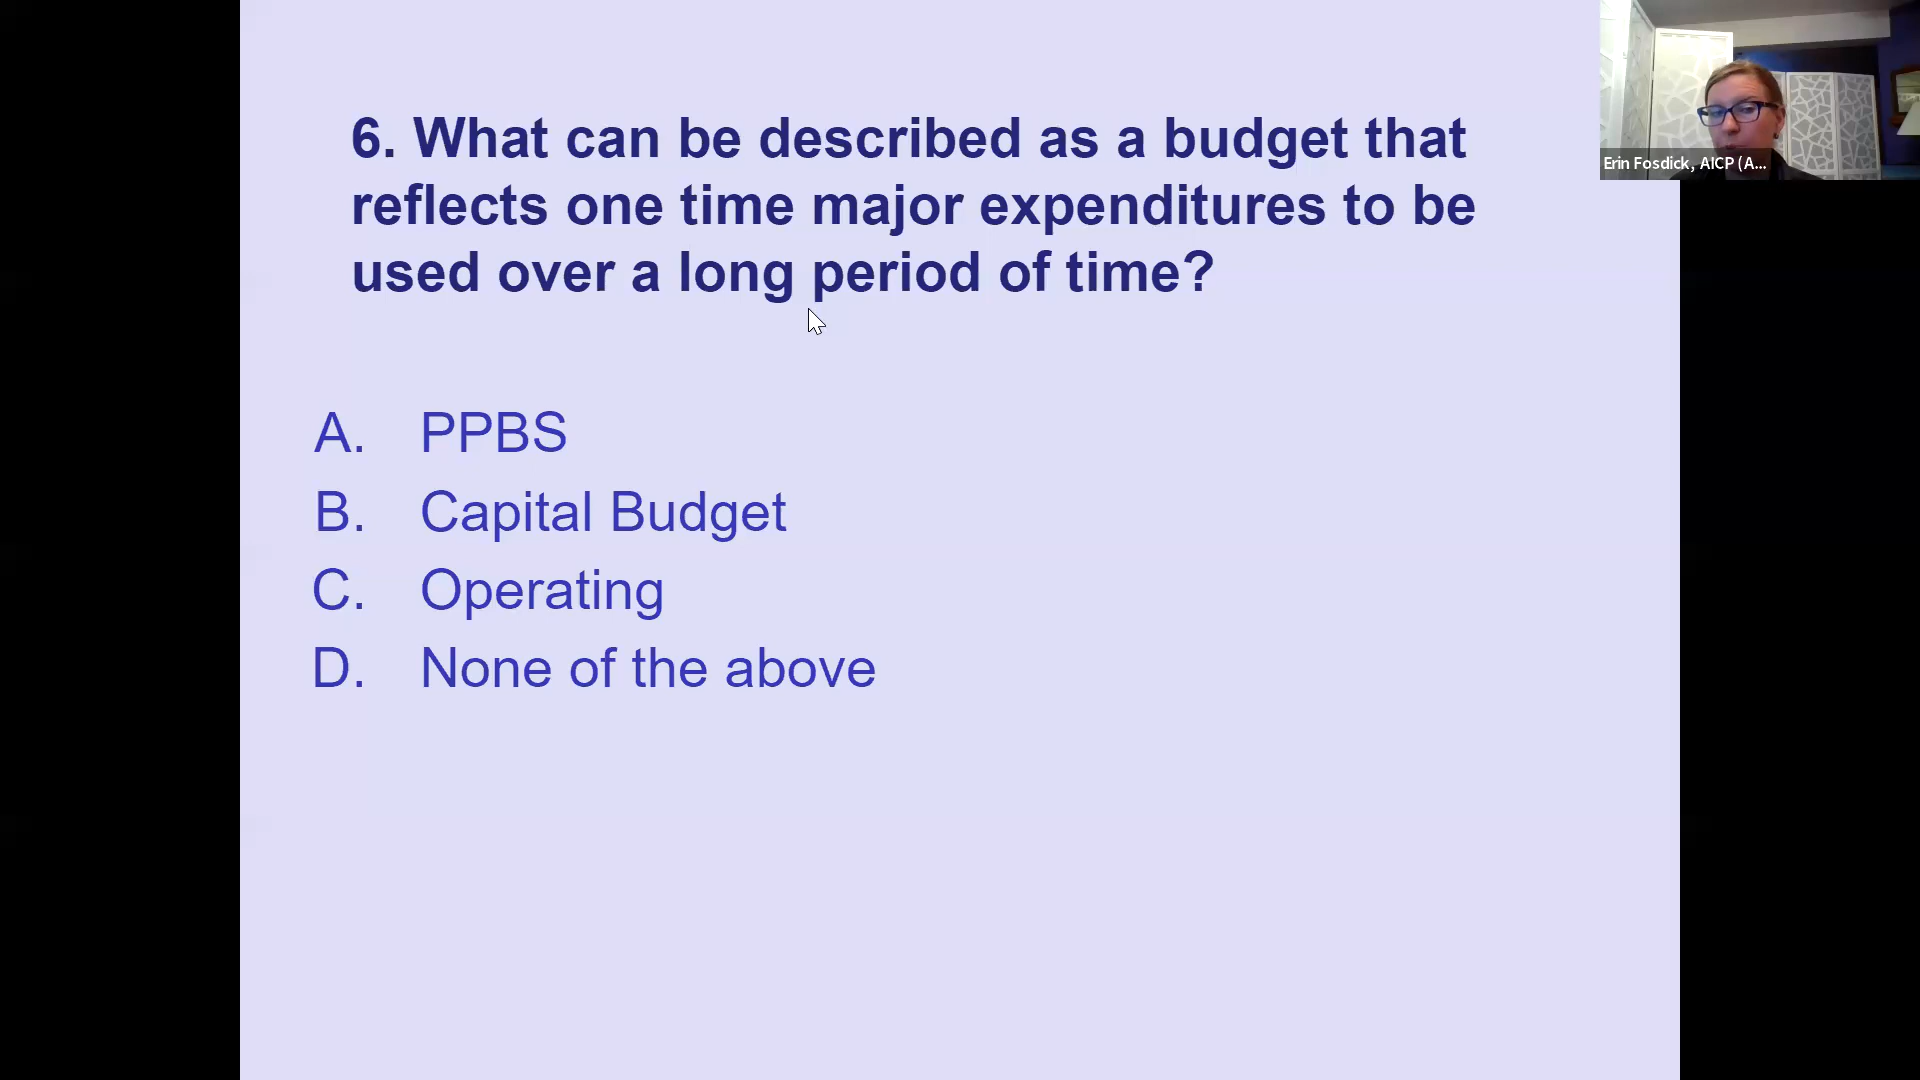 6. What can be described as a budget that
reflects one time major expenditures to be
used over a long period of time?
A. PPBS
B. Capital Budget
C. Operating
D. None of the above
Erin Fosdick, AICP (A...